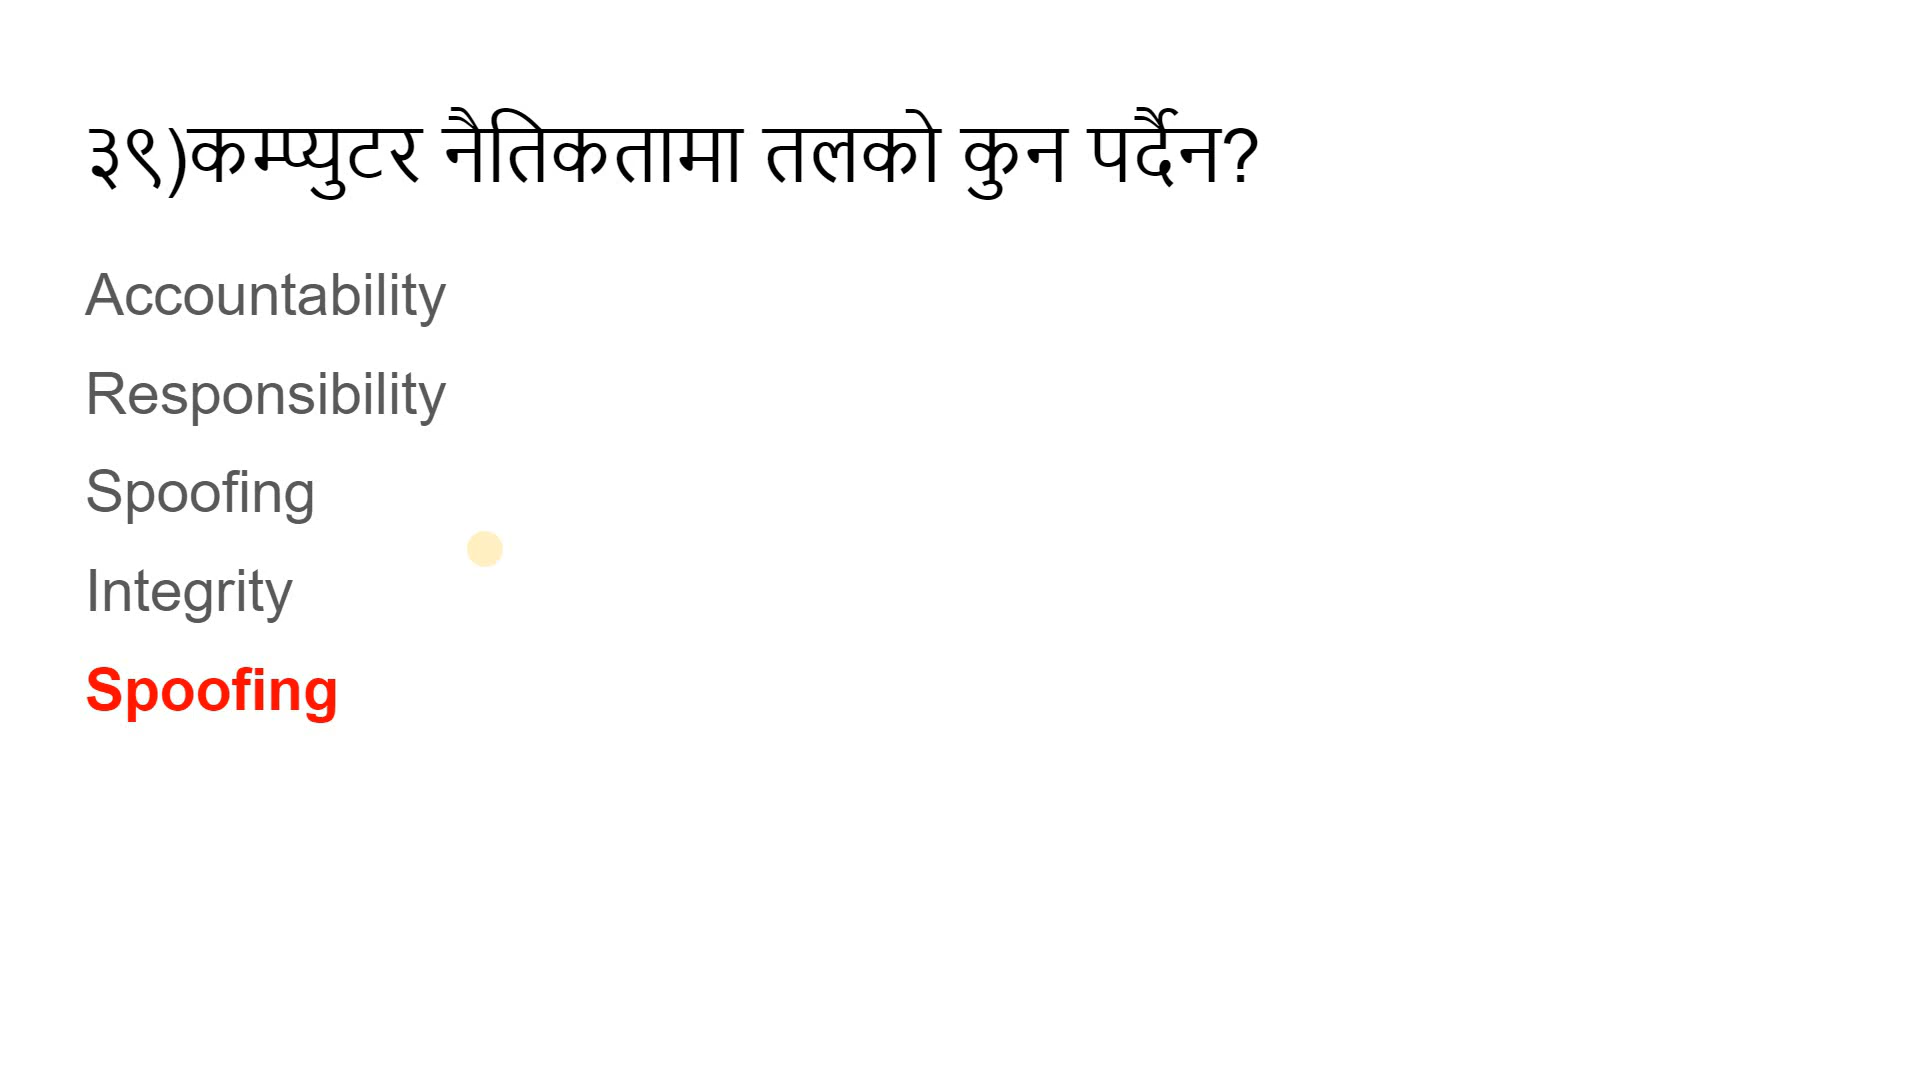 ३९)कम्प्युटर नैतिकतामा तलको कुन पर्दैन?
Accountability
Responsibility
Spoofing
Integrity
Spoofing